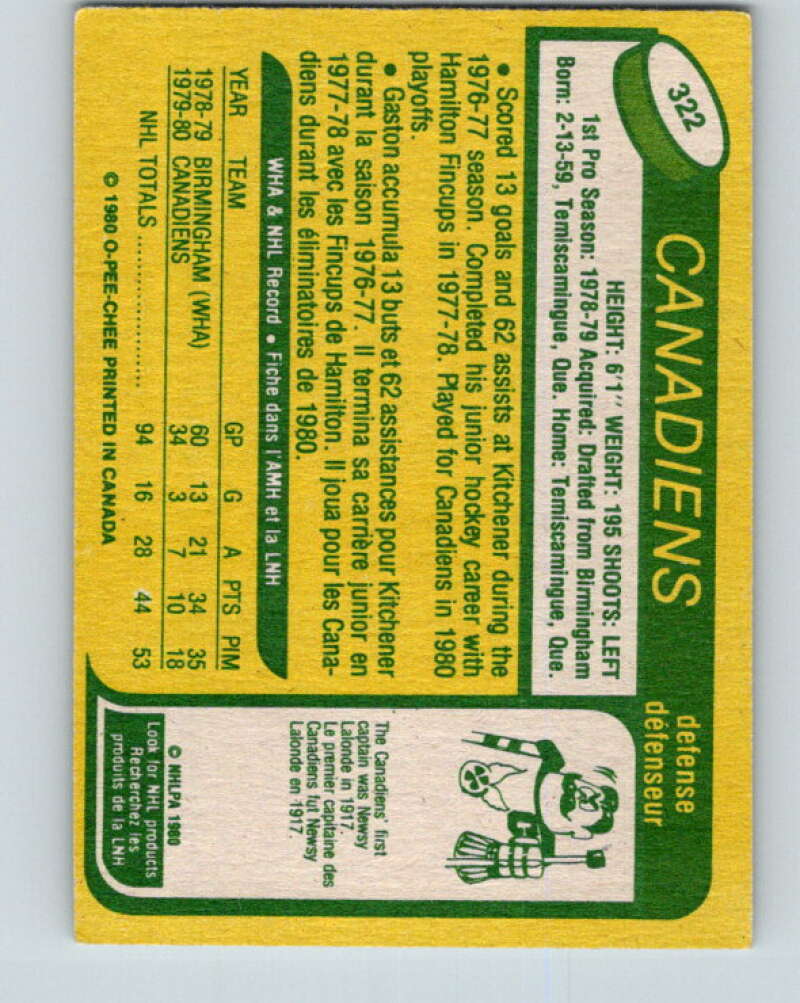 322
CANADIENS
defense
défenseur
HEIGHT: 6'1" WEIGHT: 195 SHOOTS: LEFT
1st Pro Season: 1978-79 Acquired: Drafted from Birmingham
Born: 2-13-59, Temiscamingue, Que. Home: Temiscamingue, Que.
• Scored 13 goals and 62 assists at Kitchener during the
1976-77 season. Completed his junior hockey career with
Hamilton Fincups in 1977-78. Played for Canadiens in 1980
playoffs.
• Gaston accumula 13 buts et 62 assistances pour Kitchener
durant la saison 1976-77. Il termina sa carrière junior en
1977-78 avec les Fincups de Hamilton. Il joua pour les Cana-
diens durant les éliminatoires de 1980.
WHA & NHL Record • Fiche dans l'AMH et la LNH
YEAR TEAM GP G A PTS PIM
1978-79 BIRMINGHAM (WHA) 60 13 21 34 35
1979-80 CANADIENS 34 3 7 10 18
NHL TOTALS .................... 94 16 28 44 53
© 1980 O-PEE-CHEE PRINTED IN CANADA
The Canadiens' first
captain was Newsy
Lalonde in 1917.
Le premier capitaine des
Canadiens fut Newsy
Lalonde en 1917.
© NHLPA 1980
Look for NHL products
Recherchez les
produits de la LNH